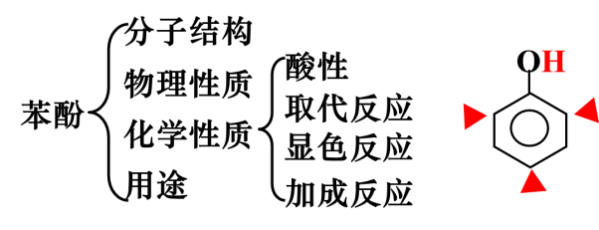 苯酚
分子结构
物理性质
化学性质
用途
酸性
取代反应
显色反应
加成反应
OH